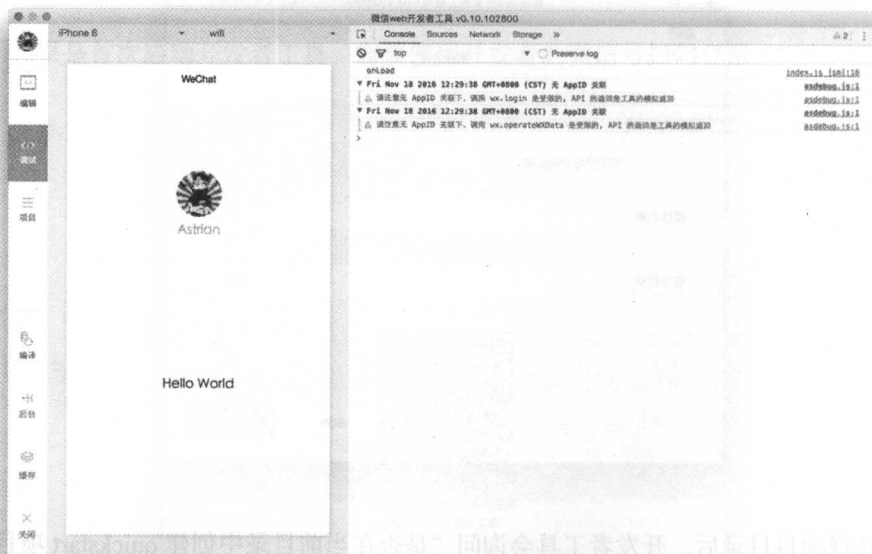 微信web开发者工具 v0.10.102800
iPhone 6
wifi
Console Sources Network Storage »
2
top
Preserve log
onLoad
index.js [sm]:16
Fri Nov 18 2016 12:29:38 GMT+0800 (CST) 无 AppID 关联
asdebug.js:1
请注意无 AppID 关联下, 调用 wx.login 是受限的, API 的返回是工具的模拟返回
asdebug.js:1
Fri Nov 18 2016 12:29:38 GMT+0800 (CST) 无 AppID 关联
asdebug.js:1
请注意无 AppID 关联下, 调用 wx.operateWXData 是受限的, API 的返回是工具的模拟返回
asdebug.js:1
编辑
调试
项目
编译
后台
缓存
关闭
WeChat
Astrian
Hello World